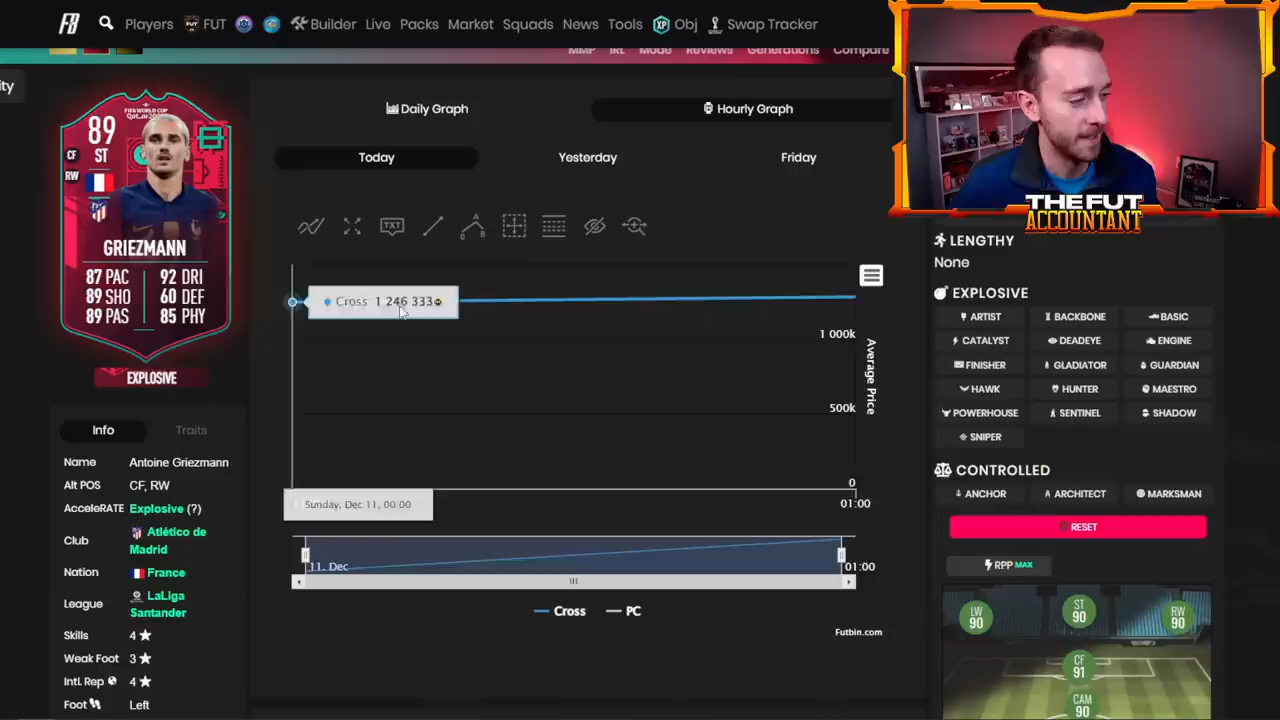 F8 Players FUT Builder Live Packs Market Squads News Tools XP Obj Swap Tracker
MMP IRL Mode Reviews Generations Compare
ity
Daily Graph Hourly Graph
Today Yesterday Friday
FIFA WORLD CUP
Qatar2022
89
ST
CF
RW
GRIEZMANN
87 PAC 92 DRI
89 SHO 60 DEF
89 PAS 85 PHY
EXPLOSIVE
TXT
A
B
Cross 1 246 333
1 000k
500k
0
Average Price
Sunday, Dec 11, 00:00
01:00
11. Dec
01:00
Cross PC
Futbin.com
Info Traits
Name Antoine Griezmann
Alt POS CF, RW
AcceleRATE Explosive (?)
Club Atlético de
Madrid
Nation France
League LaLiga
Santander
Skills 4
Weak Foot 3
Intl. Rep 4
Foot Left
THE FUT
ACCOUNTANT
LENGTHY
None
EXPLOSIVE
ARTIST BACKBONE BASIC
CATALYST DEADEYE ENGINE
FINISHER GLADIATOR GUARDIAN
HAWK HUNTER MAESTRO
POWERHOUSE SENTINEL SHADOW
SNIPER
CONTROLLED
ANCHOR ARCHITECT MARKSMAN
RESET
RPP MAX
LW
90
ST
90
RW
90
CF
91
CAM
90